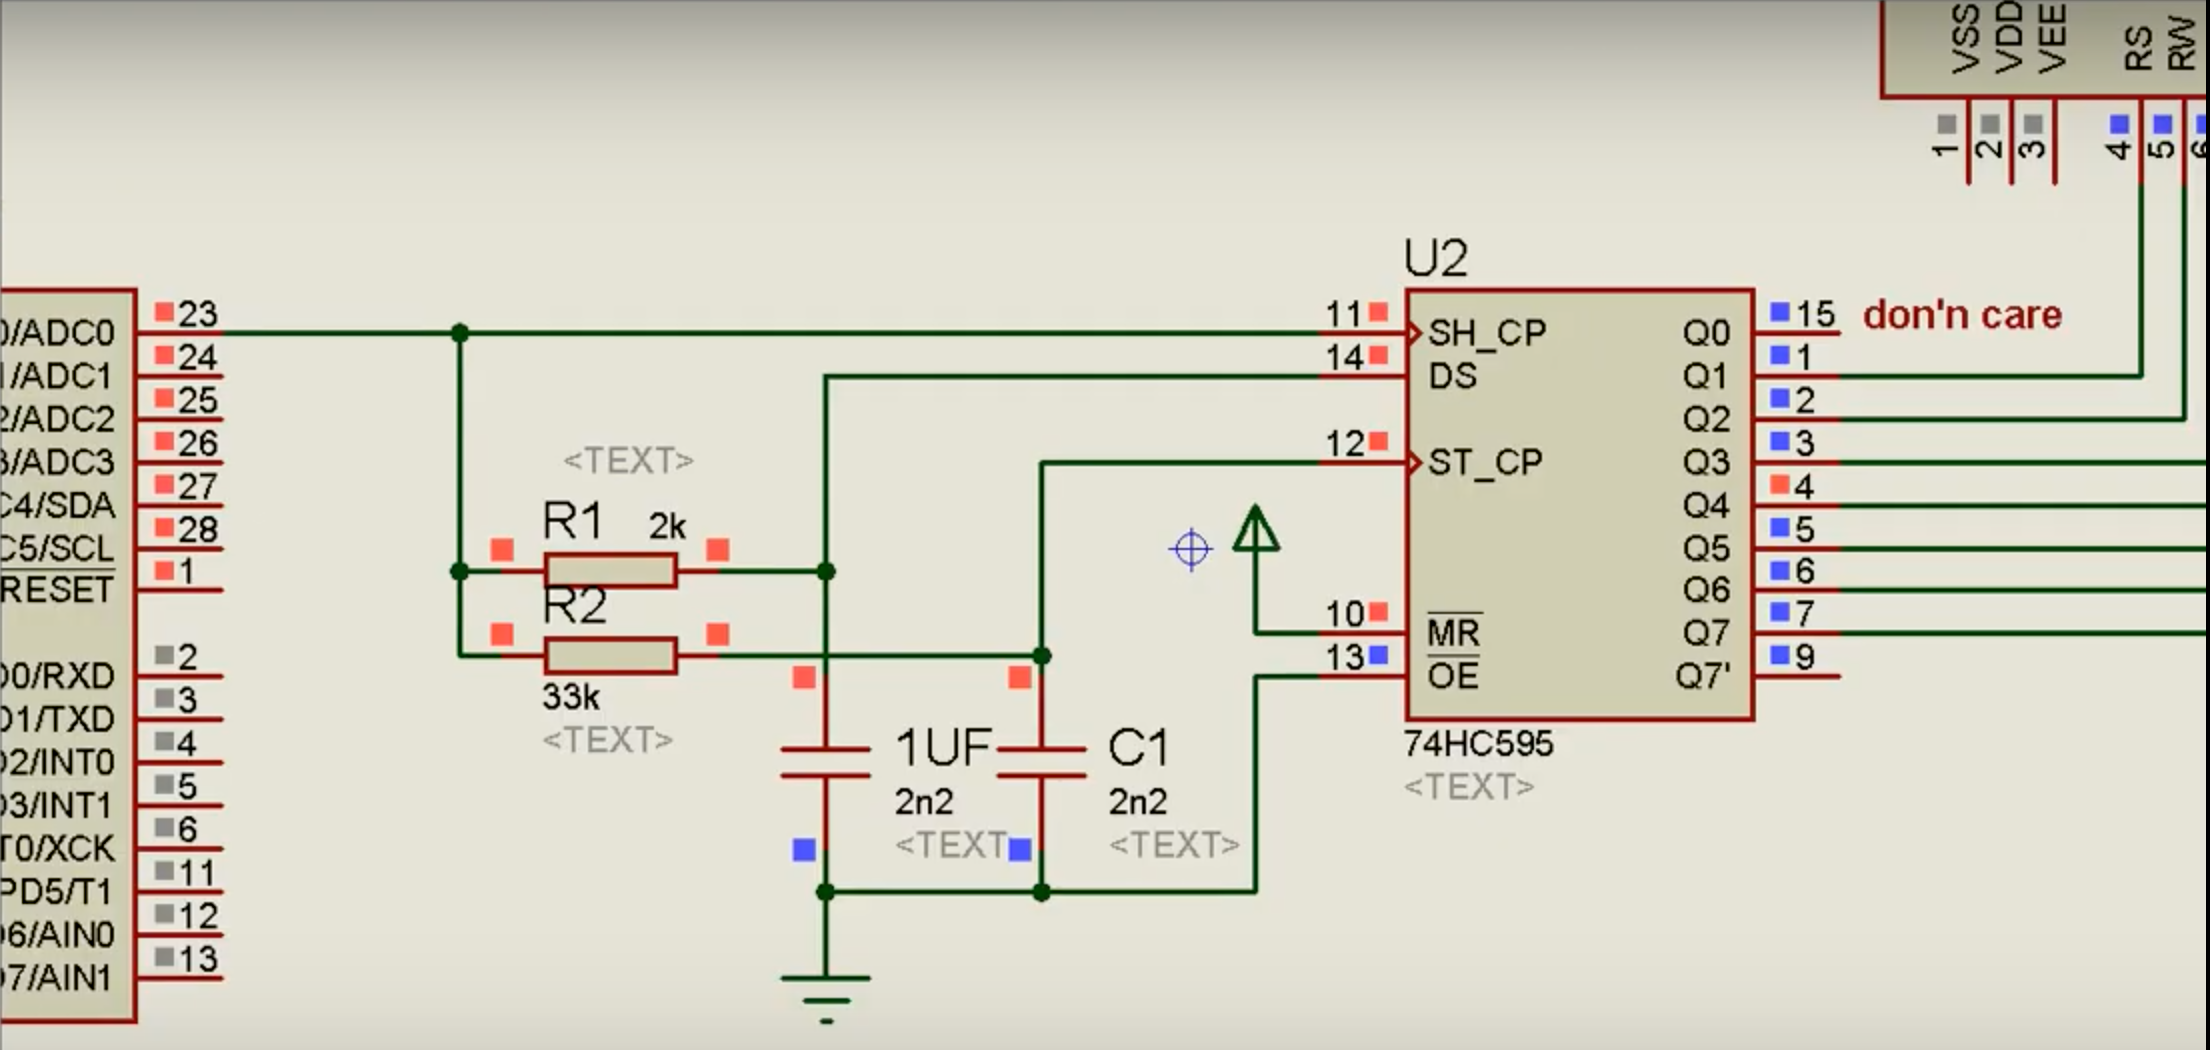 VSS
VDD
VEE
RS
RW
1
2
3
4
5
6
0/ADC0
23
1/ADC1
24
2/ADC2
25
3/ADC3
26
C4/SDA
27
C5/SCL
28
RESET
1
D0/RXD
2
D1/TXD
3
D2/INT0
4
D3/INT1
5
T0/XCK
6
PD5/T1
11
D6/AIN0
12
D7/AIN1
13
<TEXT>
R1 2k
R2
33k
<TEXT>
1UF
2n2
<TEXT
C1
2n2
<TEXT>
U2
11 SH_CP
14 DS
12 ST_CP
10 MR
13 OE
Q0 15 don'n care
Q1 1
Q2 2
Q3 3
Q4 4
Q5 5
Q6 6
Q7 7
Q7' 9
74HC595
<TEXT>